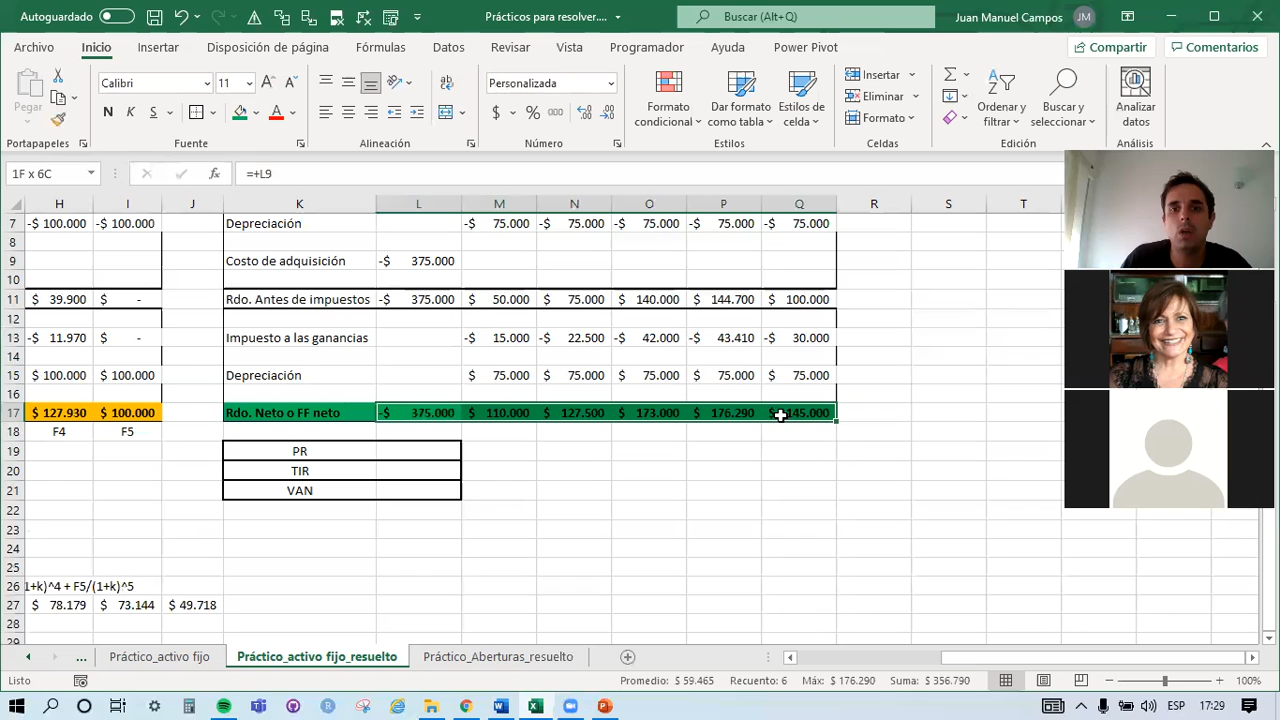 Autoguardado
Prácticos para resolver....
Buscar (Alt+Q)
Juan Manuel Campos
JM
Archivo Inicio Insertar Disposición de página Fórmulas Datos Revisar Vista Programador Ayuda Power Pivot
Compartir Comentarios
Pegar
Calibri 11
N K S
Personalizada
$ % 000
Formato condicional
Dar formato como tabla
Estilos de celda
Insertar
Eliminar
Formato
Ordenar y filtrar
Buscar y seleccionar
Analizar datos
Portapapeles Fuente Alineación Número Estilos Celdas Edición Análisis
1F x 6C fx =+L9
H I J K L M N O P Q R S T
7 -$ 100.000 -$ 100.000 Depreciación -$ 75.000 -$ 75.000 -$ 75.000 -$ 75.000 -$ 75.000
8
9 Costo de adquisición -$ 375.000
10
11 $ 39.900 $ - Rdo. Antes de impuestos -$ 375.000 $ 50.000 $ 75.000 $ 140.000 $ 144.700 $ 100.000
12
13 -$ 11.970 $ - Impuesto a las ganancias -$ 15.000 -$ 22.500 -$ 42.000 -$ 43.410 -$ 30.000
14
15 $ 100.000 $ 100.000 Depreciación $ 75.000 $ 75.000 $ 75.000 $ 75.000 $ 75.000
16
17 $ 127.930 $ 100.000 Rdo. Neto o FF neto -$ 375.000 $ 110.000 $ 127.500 $ 173.000 $ 176.290 $ 145.000
18 F4 F5
19 PR
20 TIR
21 VAN
22
23
24
25
26 1+k)^4 + F5/(1+k)^5
27 $ 78.179 $ 73.144 $ 49.718
28
29
... Práctico_activo fijo Práctico_activo fijo_resuelto Práctico_Aberturas_resuelto
Listo Promedio: $ 59.465 Recuento: 6 Máx: $ 176.290 Suma: $ 356.790 100%
ESP 17:29